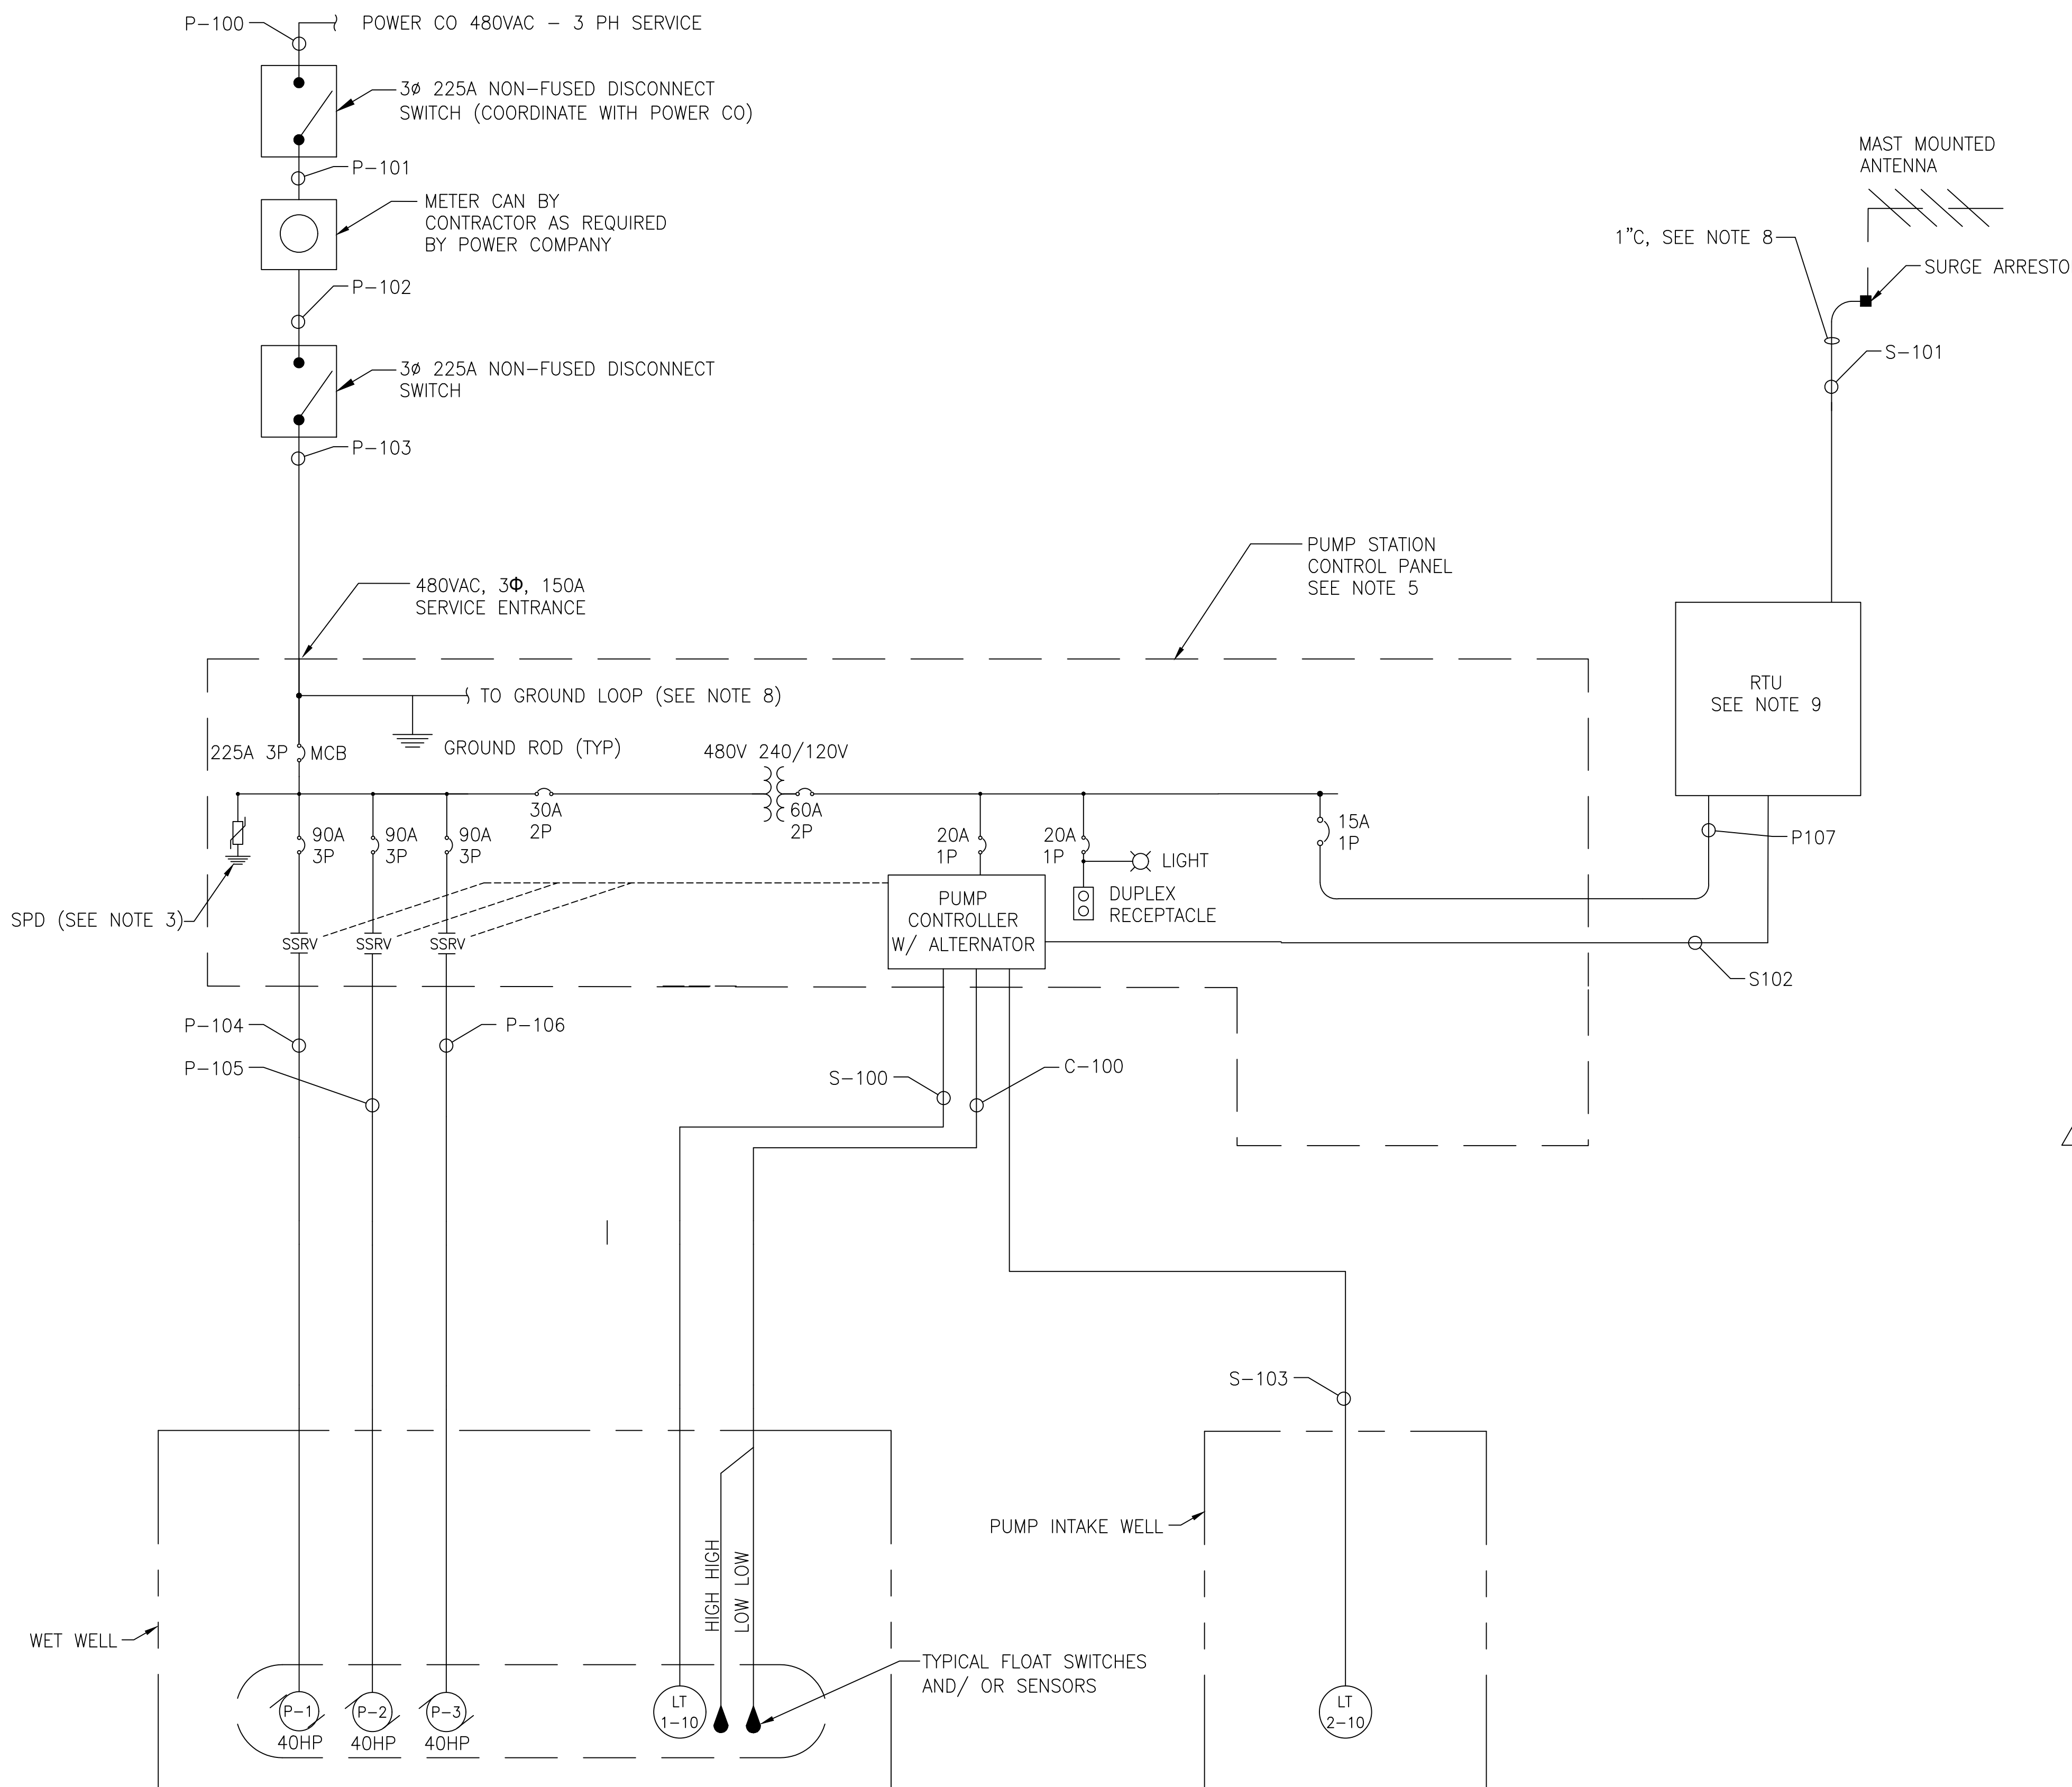 P-100
POWER CO 480VAC - 3 PH SERVICE
3ø 225A NON-FUSED DISCONNECT
SWITCH (COORDINATE WITH POWER CO)
P-101
METER CAN BY
CONTRACTOR AS REQUIRED
BY POWER COMPANY
P-102
3ø 225A NON-FUSED DISCONNECT
SWITCH
P-103
MAST MOUNTED
ANTENNA
1"C, SEE NOTE 8
SURGE ARRESTO
S-101
480VAC, 3Φ, 150A
SERVICE ENTRANCE
PUMP STATION
CONTROL PANEL
SEE NOTE 5
RTU
SEE NOTE 9
TO GROUND LOOP (SEE NOTE 8)
225A 3P MCB
GROUND ROD (TYP)
480V 240/120V
30A
2P
60A
2P
90A
3P
90A
3P
90A
3P
20A
1P
20A
1P
15A
1P
P107
LIGHT
DUPLEX
RECEPTACLE
SPD (SEE NOTE 3)
SSRV
SSRV
SSRV
PUMP
CONTROLLER
W/ ALTERNATOR
S102
P-104
P-106
P-105
S-100
C-100
S-103
PUMP INTAKE WELL
HIGH HIGH
LOW LOW
WET WELL
TYPICAL FLOAT SWITCHES
AND/ OR SENSORS
P-1
40HP
P-2
40HP
P-3
40HP
LT
1-10
LT
2-10